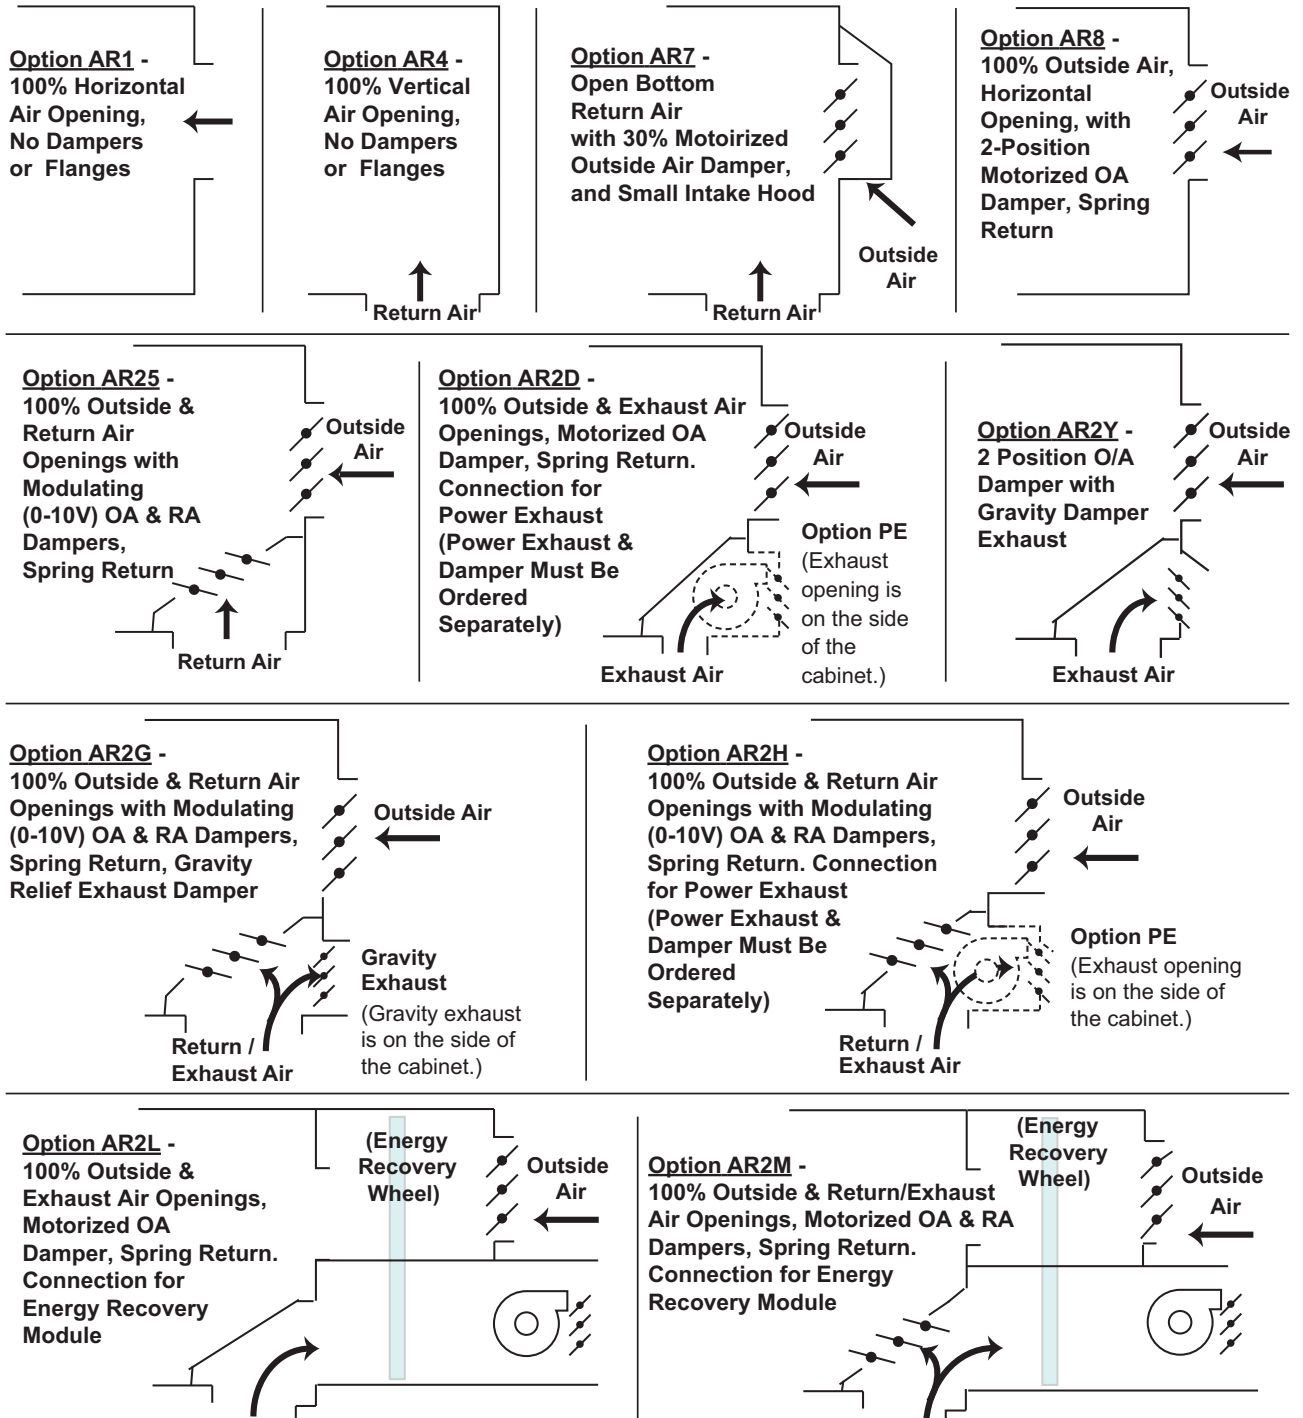 Option AR1 -
100% Horizontal
Air Opening,
No Dampers
or Flanges
Option AR4 -
100% Vertical
Air Opening,
No Dampers
or Flanges
Return Air
Option AR7 -
Open Bottom
Return Air
with 30% Motoirized
Outside Air Damper,
and Small Intake Hood
Outside
Air
Return Air
Option AR8 -
100% Outside Air,
Horizontal
Opening, with
2-Position
Motorized OA
Damper, Spring
Return
Outside
Air
Option AR25 -
100% Outside &
Return Air
Openings with
Modulating
(0-10V) OA & RA
Dampers,
Spring Return
Outside
Air
Return Air
Option AR2D -
100% Outside & Exhaust Air
Openings, Motorized OA
Damper, Spring Return.
Connection for
Power Exhaust
(Power Exhaust &
Damper Must Be
Ordered
Separately)
Outside
Air
Option PE
(Exhaust
opening is
on the side
of the
cabinet.)
Exhaust Air
Option AR2Y -
2 Position O/A
Damper with
Gravity Damper
Exhaust
Outside
Air
Exhaust Air
Option AR2G -
100% Outside & Return Air
Openings with Modulating
(0-10V) OA & RA Dampers,
Spring Return, Gravity
Relief Exhaust Damper
Outside Air
Gravity
Exhaust
(Gravity exhaust
is on the side of
the cabinet.)
Return /
Exhaust Air
Option AR2H -
100% Outside & Return Air
Openings with Modulating
(0-10V) OA & RA Dampers,
Spring Return. Connection
for Power Exhaust
(Power Exhaust &
Damper Must Be
Ordered
Separately)
Outside
Air
Option PE
(Exhaust opening
is on the side of
the cabinet.)
Return /
Exhaust Air
Option AR2L -
100% Outside &
Exhaust Air Openings,
Motorized OA
Damper, Spring Return.
Connection for
Energy Recovery
Module
(Energy
Recovery
Wheel)
Outside
Air
Option AR2M -
100% Outside & Return/Exhaust
Air Openings, Motorized OA & RA
Dampers, Spring Return.
Connection for Energy
Recovery Module
(Energy
Recovery
Wheel)
Outside
Air